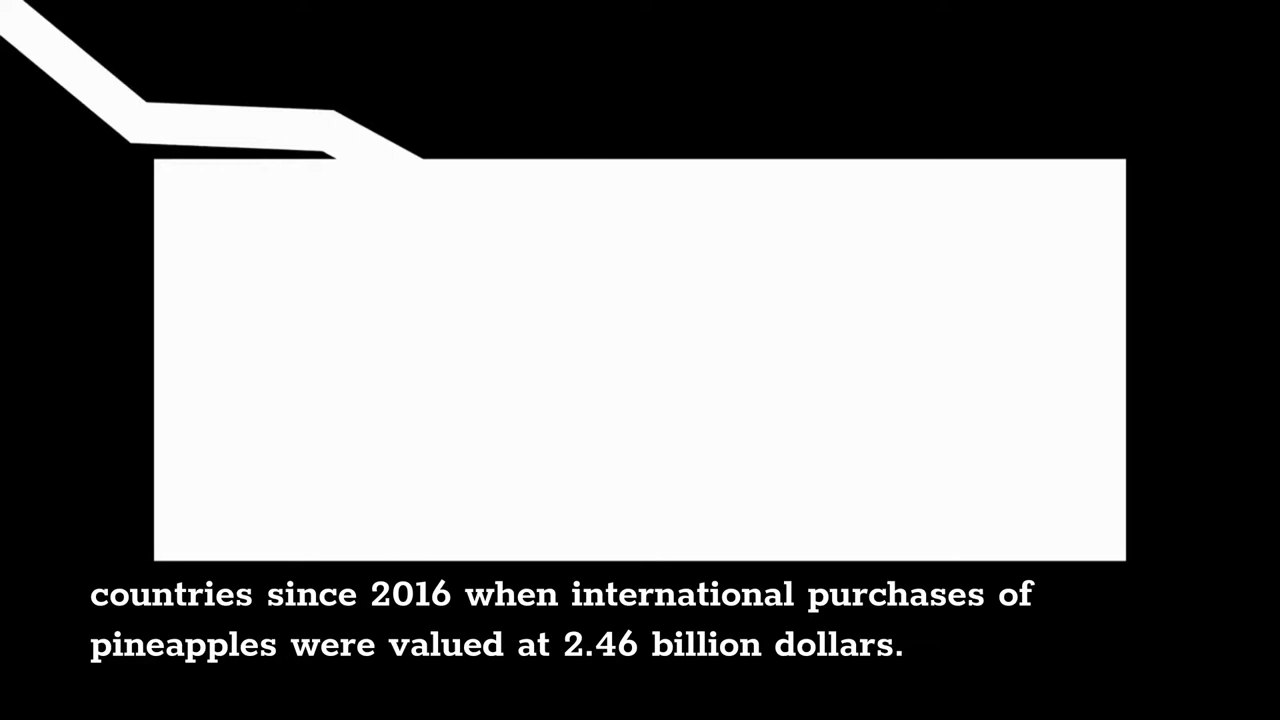 countries since 2016 when international purchases of
pineapples were valued at 2.46 billion dollars.